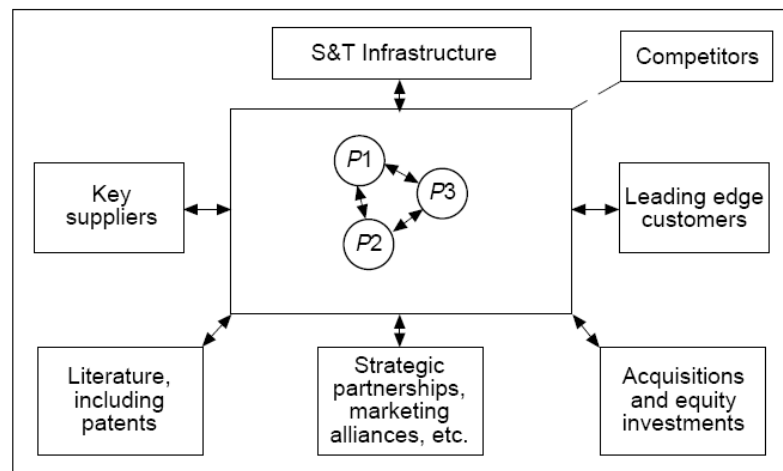 S&T Infrastructure
Competitors
P1
P3
P2
Key
suppliers
Leading edge
customers
Literature,
including
patents
Strategic
partnerships,
marketing
alliances, etc.
Acquisitions
and equity
investments